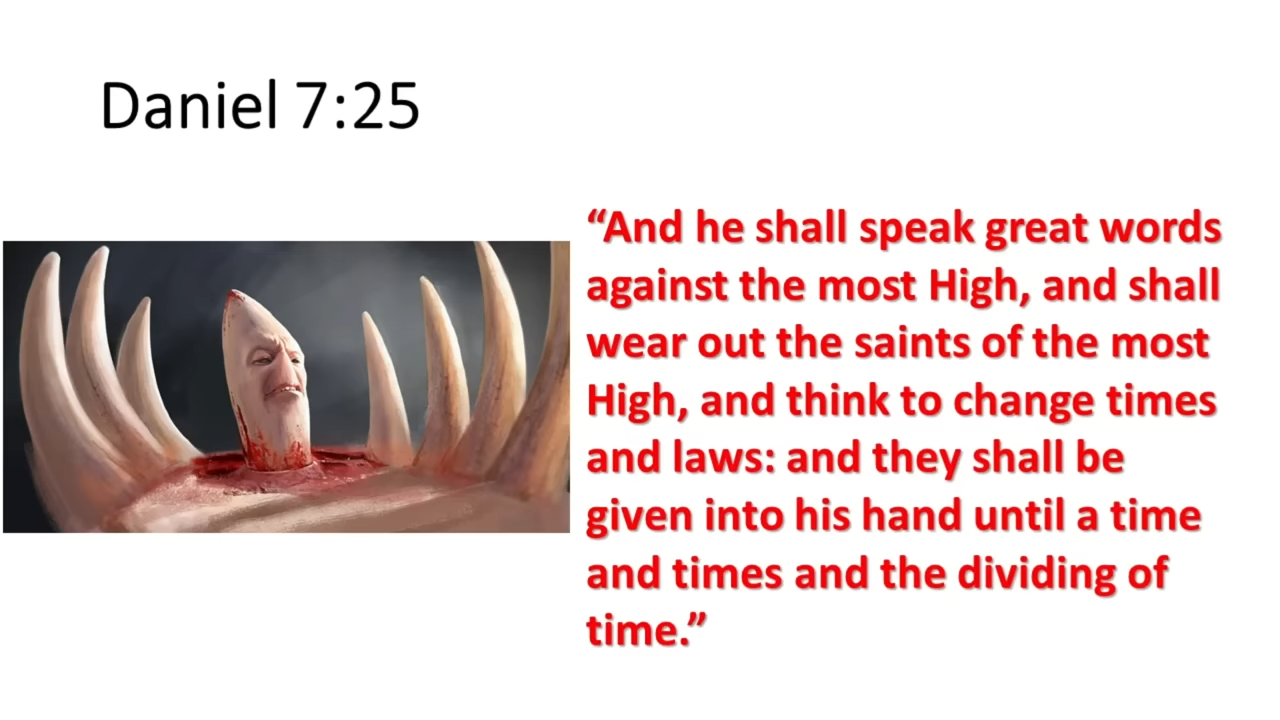 Daniel 7:25
“And he shall speak great words
against the most High, and shall
wear out the saints of the most
High, and think to change times
and laws: and they shall be
given into his hand until a time
and times and the dividing of
time.”